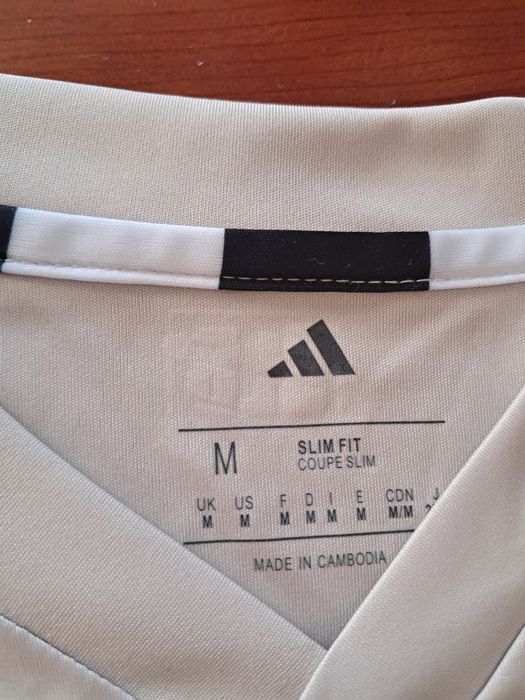 M SLIM FIT
COUPE SLIM
UK US F D I E CDN J
M M M M M M M/M
MADE IN CAMBODIA